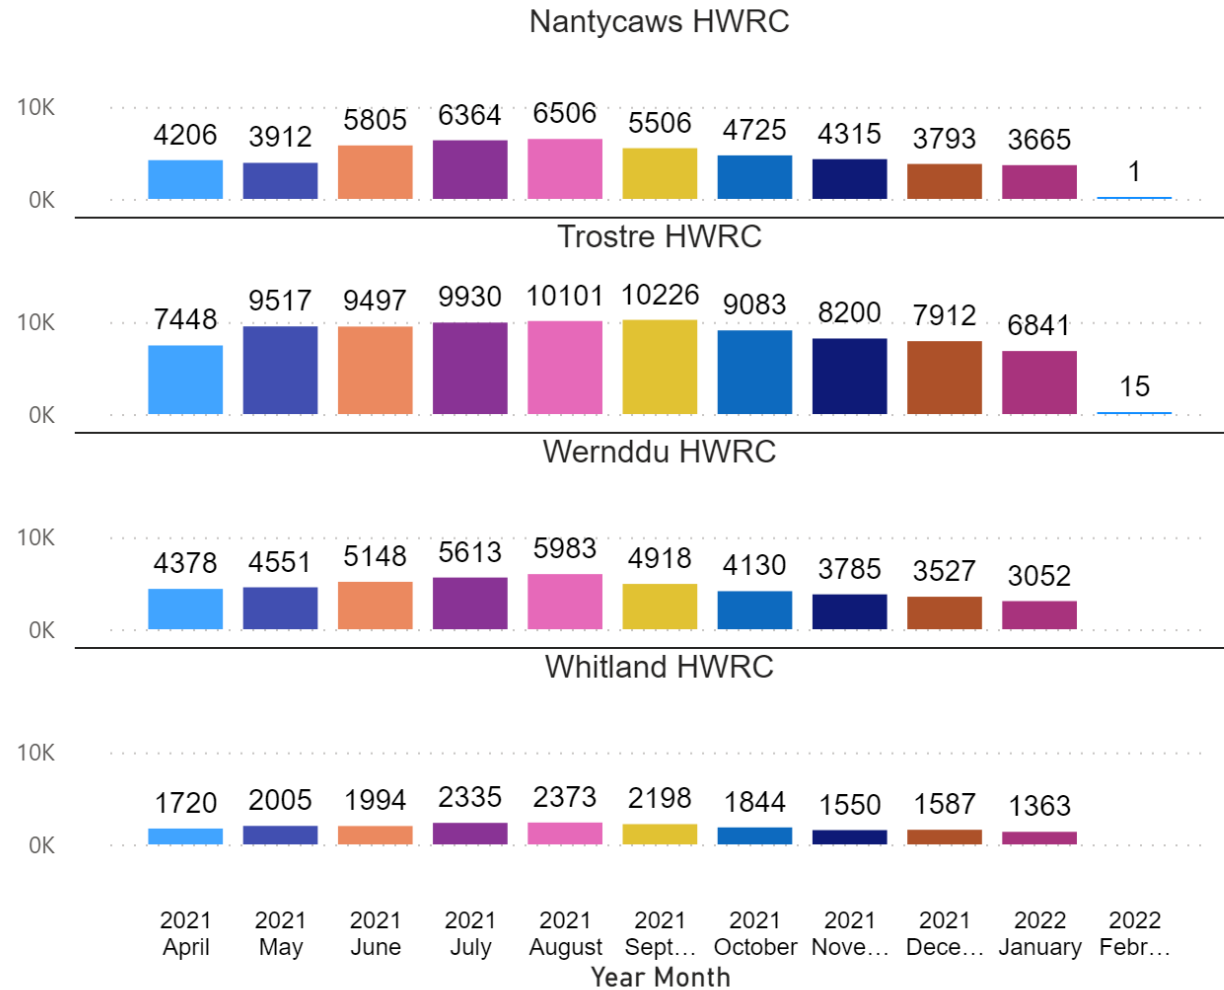 Nantycaws HWRC
10K
4206 3912 5805 6364 6506 5506 4725 4315 3793 3665 1
0K
Trostre HWRC
10K
7448 9517 9497 9930 10101 10226 9083 8200 7912 6841 15
0K
Wernddu HWRC
10K
4378 4551 5148 5613 5983 4918 4130 3785 3527 3052
0K
Whitland HWRC
10K
1720 2005 1994 2335 2373 2198 1844 1550 1587 1363
0K
2021 2021 2021 2021 2021 2021 2021 2021 2021 2022 2022
April May June July August Sept… October Nove… Dece… January Febr…
Year Month